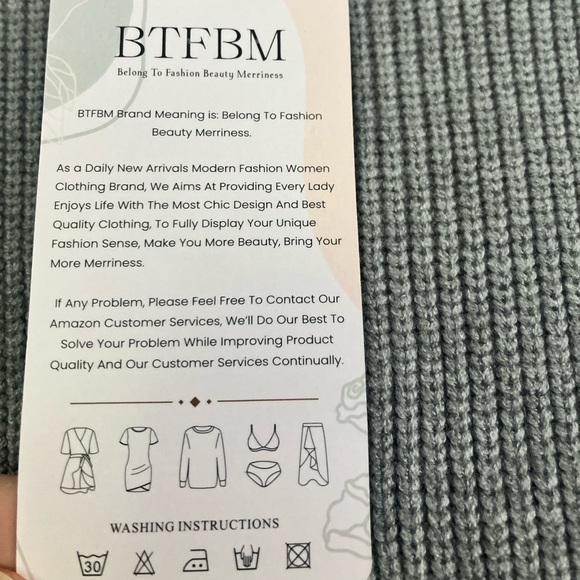 BTFBM
Belong To Fashion Beauty Merriness
BTFBM Brand Meaning is: Belong To Fashion
Beauty Merriness.
As a Daily New Arrivals Modern Fashion Women
Clothing Brand, We Aims At Providing Every Lady
Enjoys Life With The Most Chic Design And Best
Quality Clothing, To Fully Display Your Unique
Fashion Sense, Make You More Beauty, Bring Your
More Merriness.
If Any Problem, Please Feel Free To Contact Our
Amazon Customer Services, We'll Do Our Best To
Solve Your Problem While Improving Product
Quality And Our Customer Services Continually.
WASHING INSTRUCTIONS
30